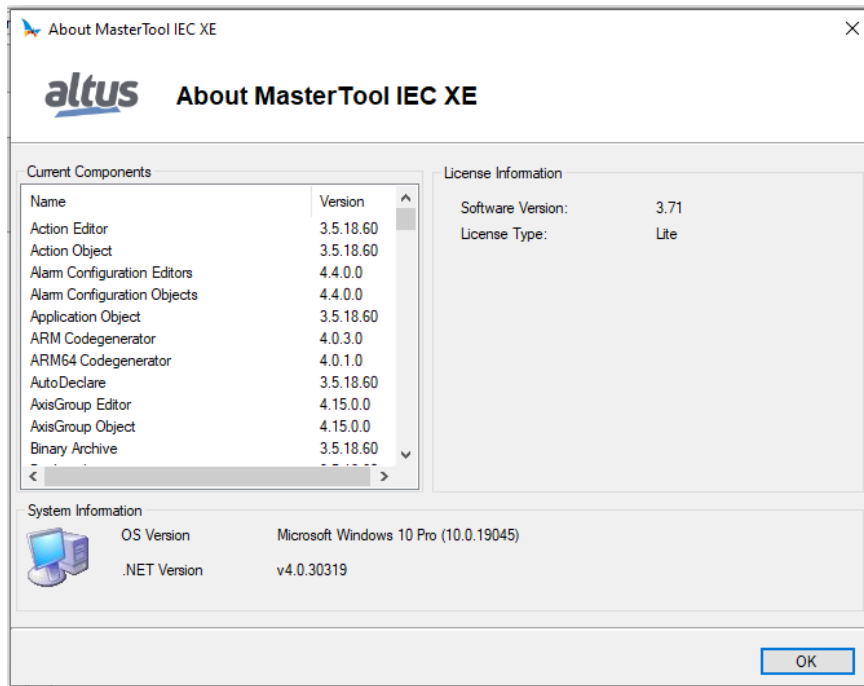 About MasterTool IEC XE
altus
About MasterTool IEC XE
Current Components
Name Version
Action Editor 3.5.18.60
Action Object 3.5.18.60
Alarm Configuration Editors 4.4.0.0
Alarm Configuration Objects 4.4.0.0
Application Object 3.5.18.60
ARM Codegenerator 4.0.3.0
ARM64 Codegenerator 4.0.1.0
AutoDeclare 3.5.18.60
AxisGroup Editor 4.15.0.0
AxisGroup Object 4.15.0.0
Binary Archive 3.5.18.60
License Information
Software Version: 3.71
License Type: Lite
System Information
OS Version Microsoft Windows 10 Pro (10.0.19045)
.NET Version v4.0.30319
OK